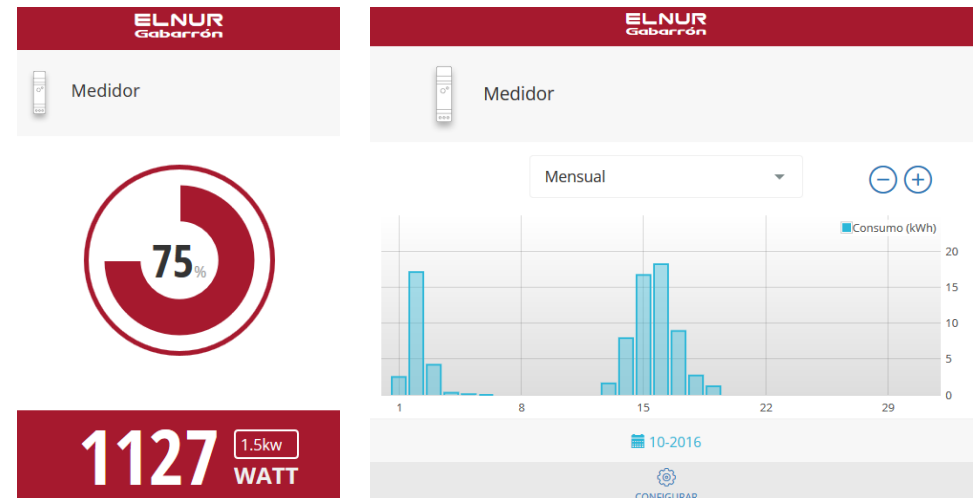 ELNUR
Gabarrón
Medidor
75%
1127
1.5kw
WATT
ELNUR
Gabarrón
Medidor
Mensual
Consumo (kWh)
20
15
10
5
0
1 8 15 22 29
10-2016
CONFIGURAR